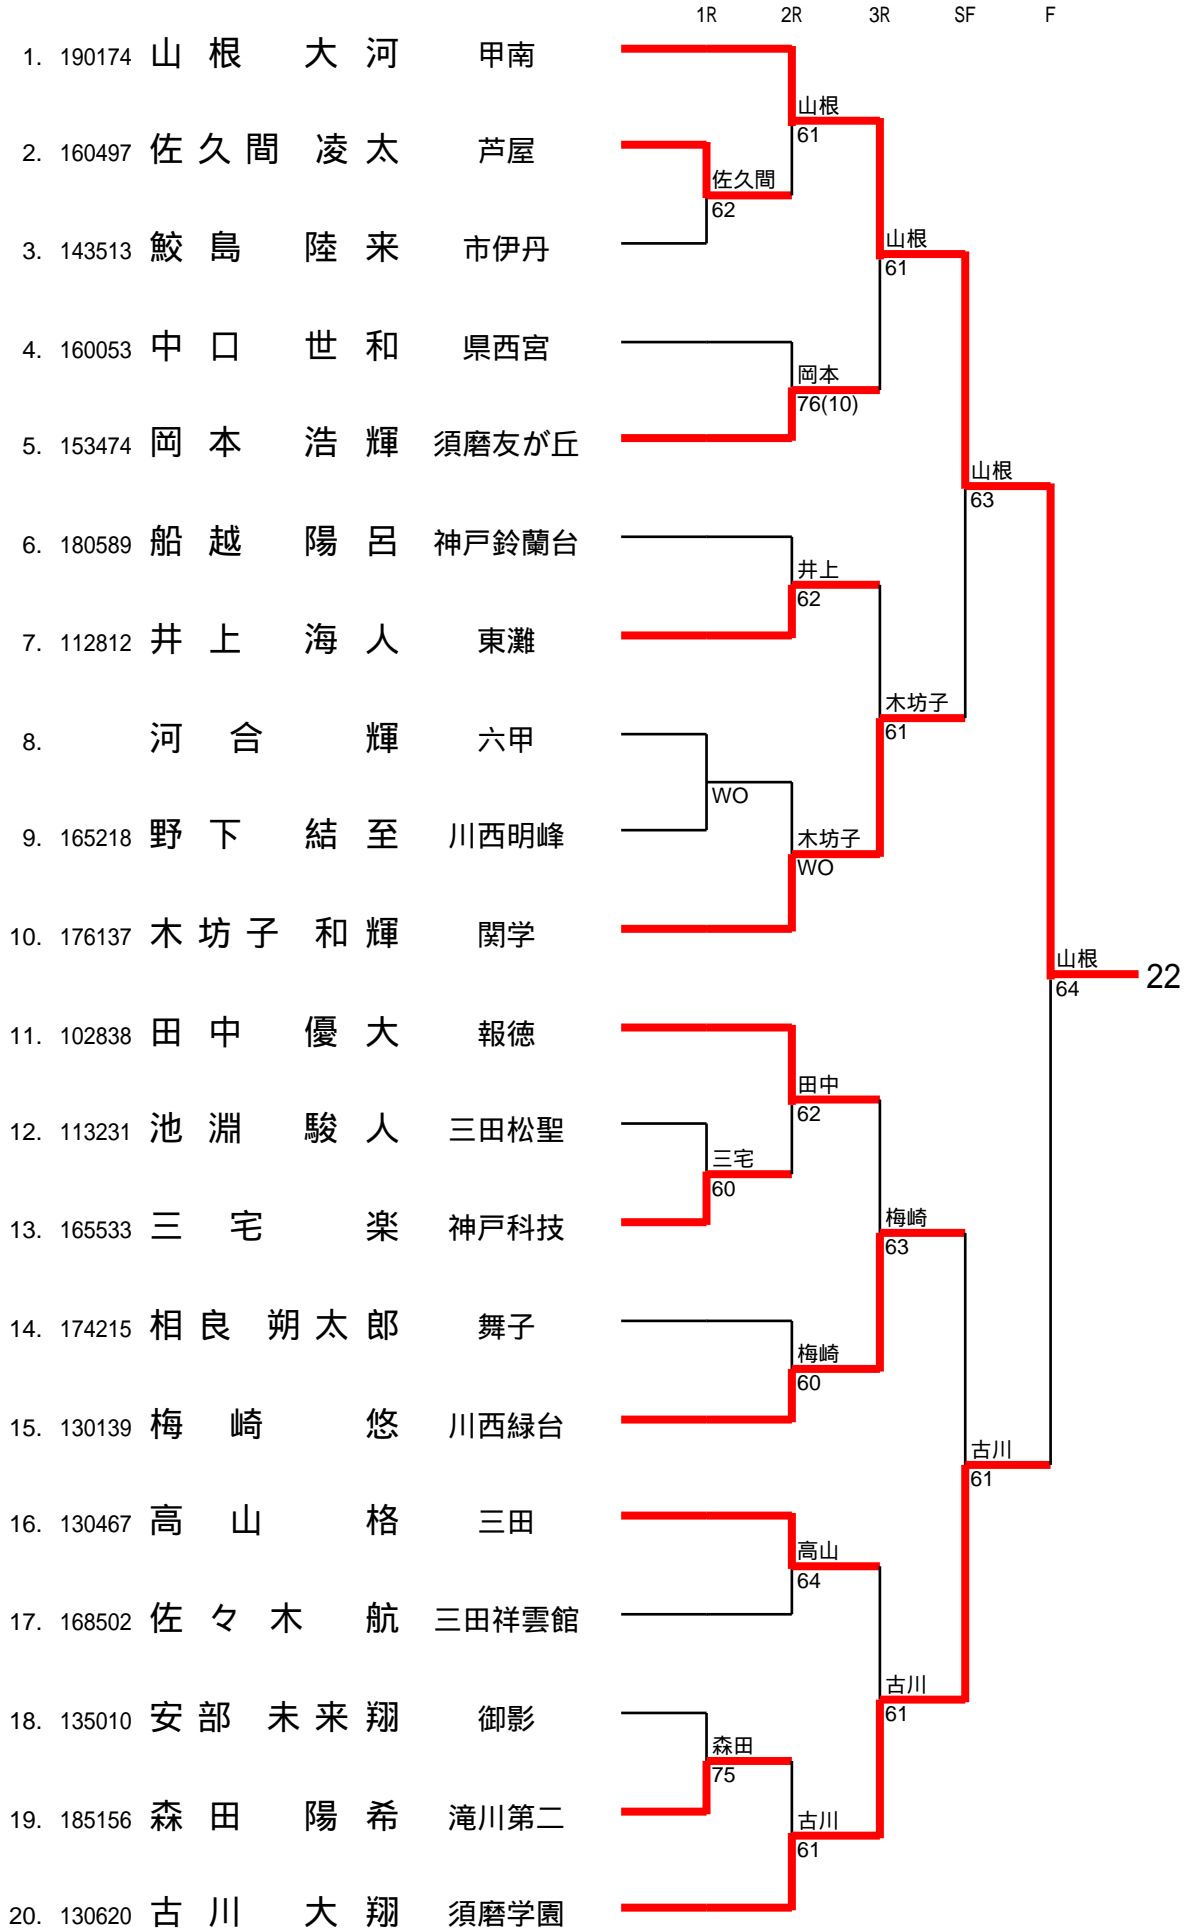 1R 2R 3R SF F
1. 190174 山根 大河 甲南
山根
61
2. 160497 佐久間 凌太 芦屋
佐久間
62
3. 143513 鮫島 陸来 市伊丹
山根
61
4. 160053 中口 世和 県西宮
岡本
76(10)
5. 153474 岡本 浩輝 須磨友が丘
山根
63
6. 180589 船越 陽呂 神戸鈴蘭台
井上
62
7. 112812 井上 海人 東灘
木坊子
61
8. 河合 輝 六甲
WO
9. 165218 野下 結至 川西明峰
木坊子
WO
10. 176137 木坊子 和輝 関学
山根
64
22
11. 102838 田中 優大 報徳
田中
62
12. 113231 池淵 駿人 三田松聖
三宅
60
13. 165533 三宅 楽 神戸科技
梅崎
63
14. 174215 相良 朔太郎 舞子
梅崎
60
15. 130139 梅崎 悠 川西緑台
古川
61
16. 130467 高山 格 三田
高山
64
17. 168502 佐々木 航 三田祥雲館
古川
61
18. 135010 安部 未来翔 御影
森田
75
19. 185156 森田 陽希 滝川第二
古川
61
20. 130620 古川 大翔 須磨学園